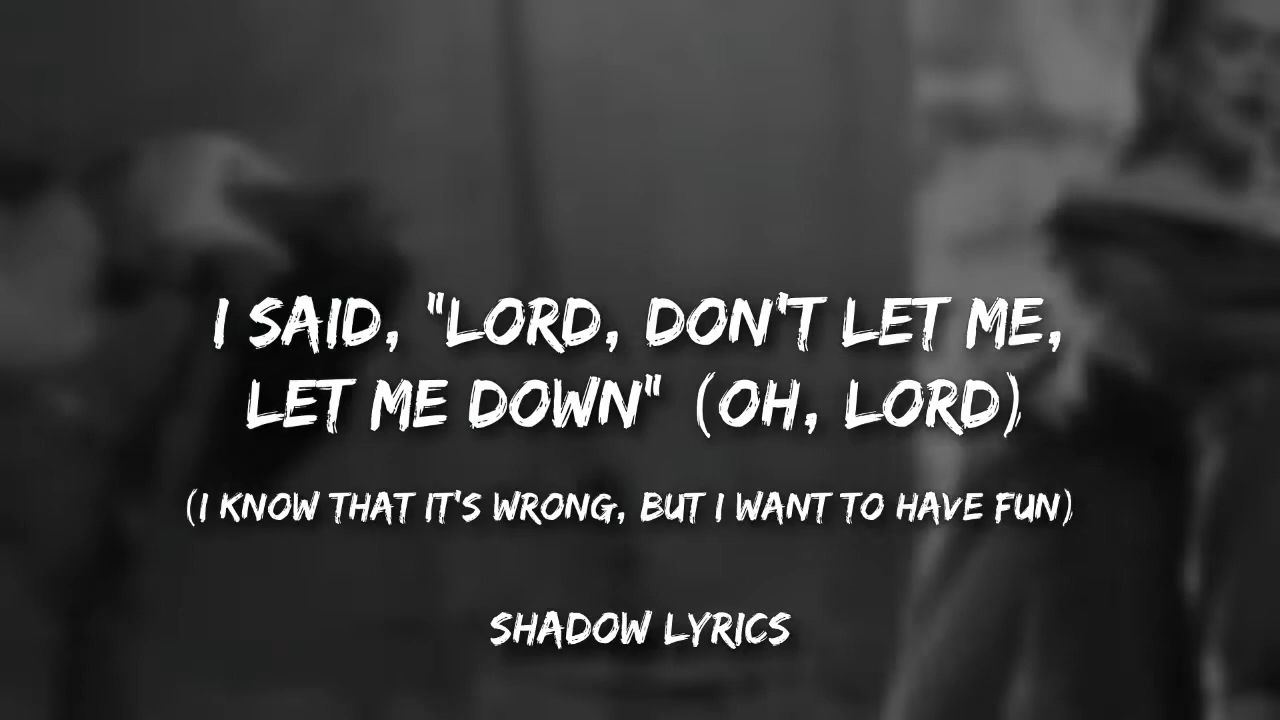 I SAID, "LORD, DON'T LET ME,
LET ME DOWN" (OH, LORD)
(I KNOW THAT IT'S WRONG, BUT I WANT TO HAVE FUN)
SHADOW LYRICS